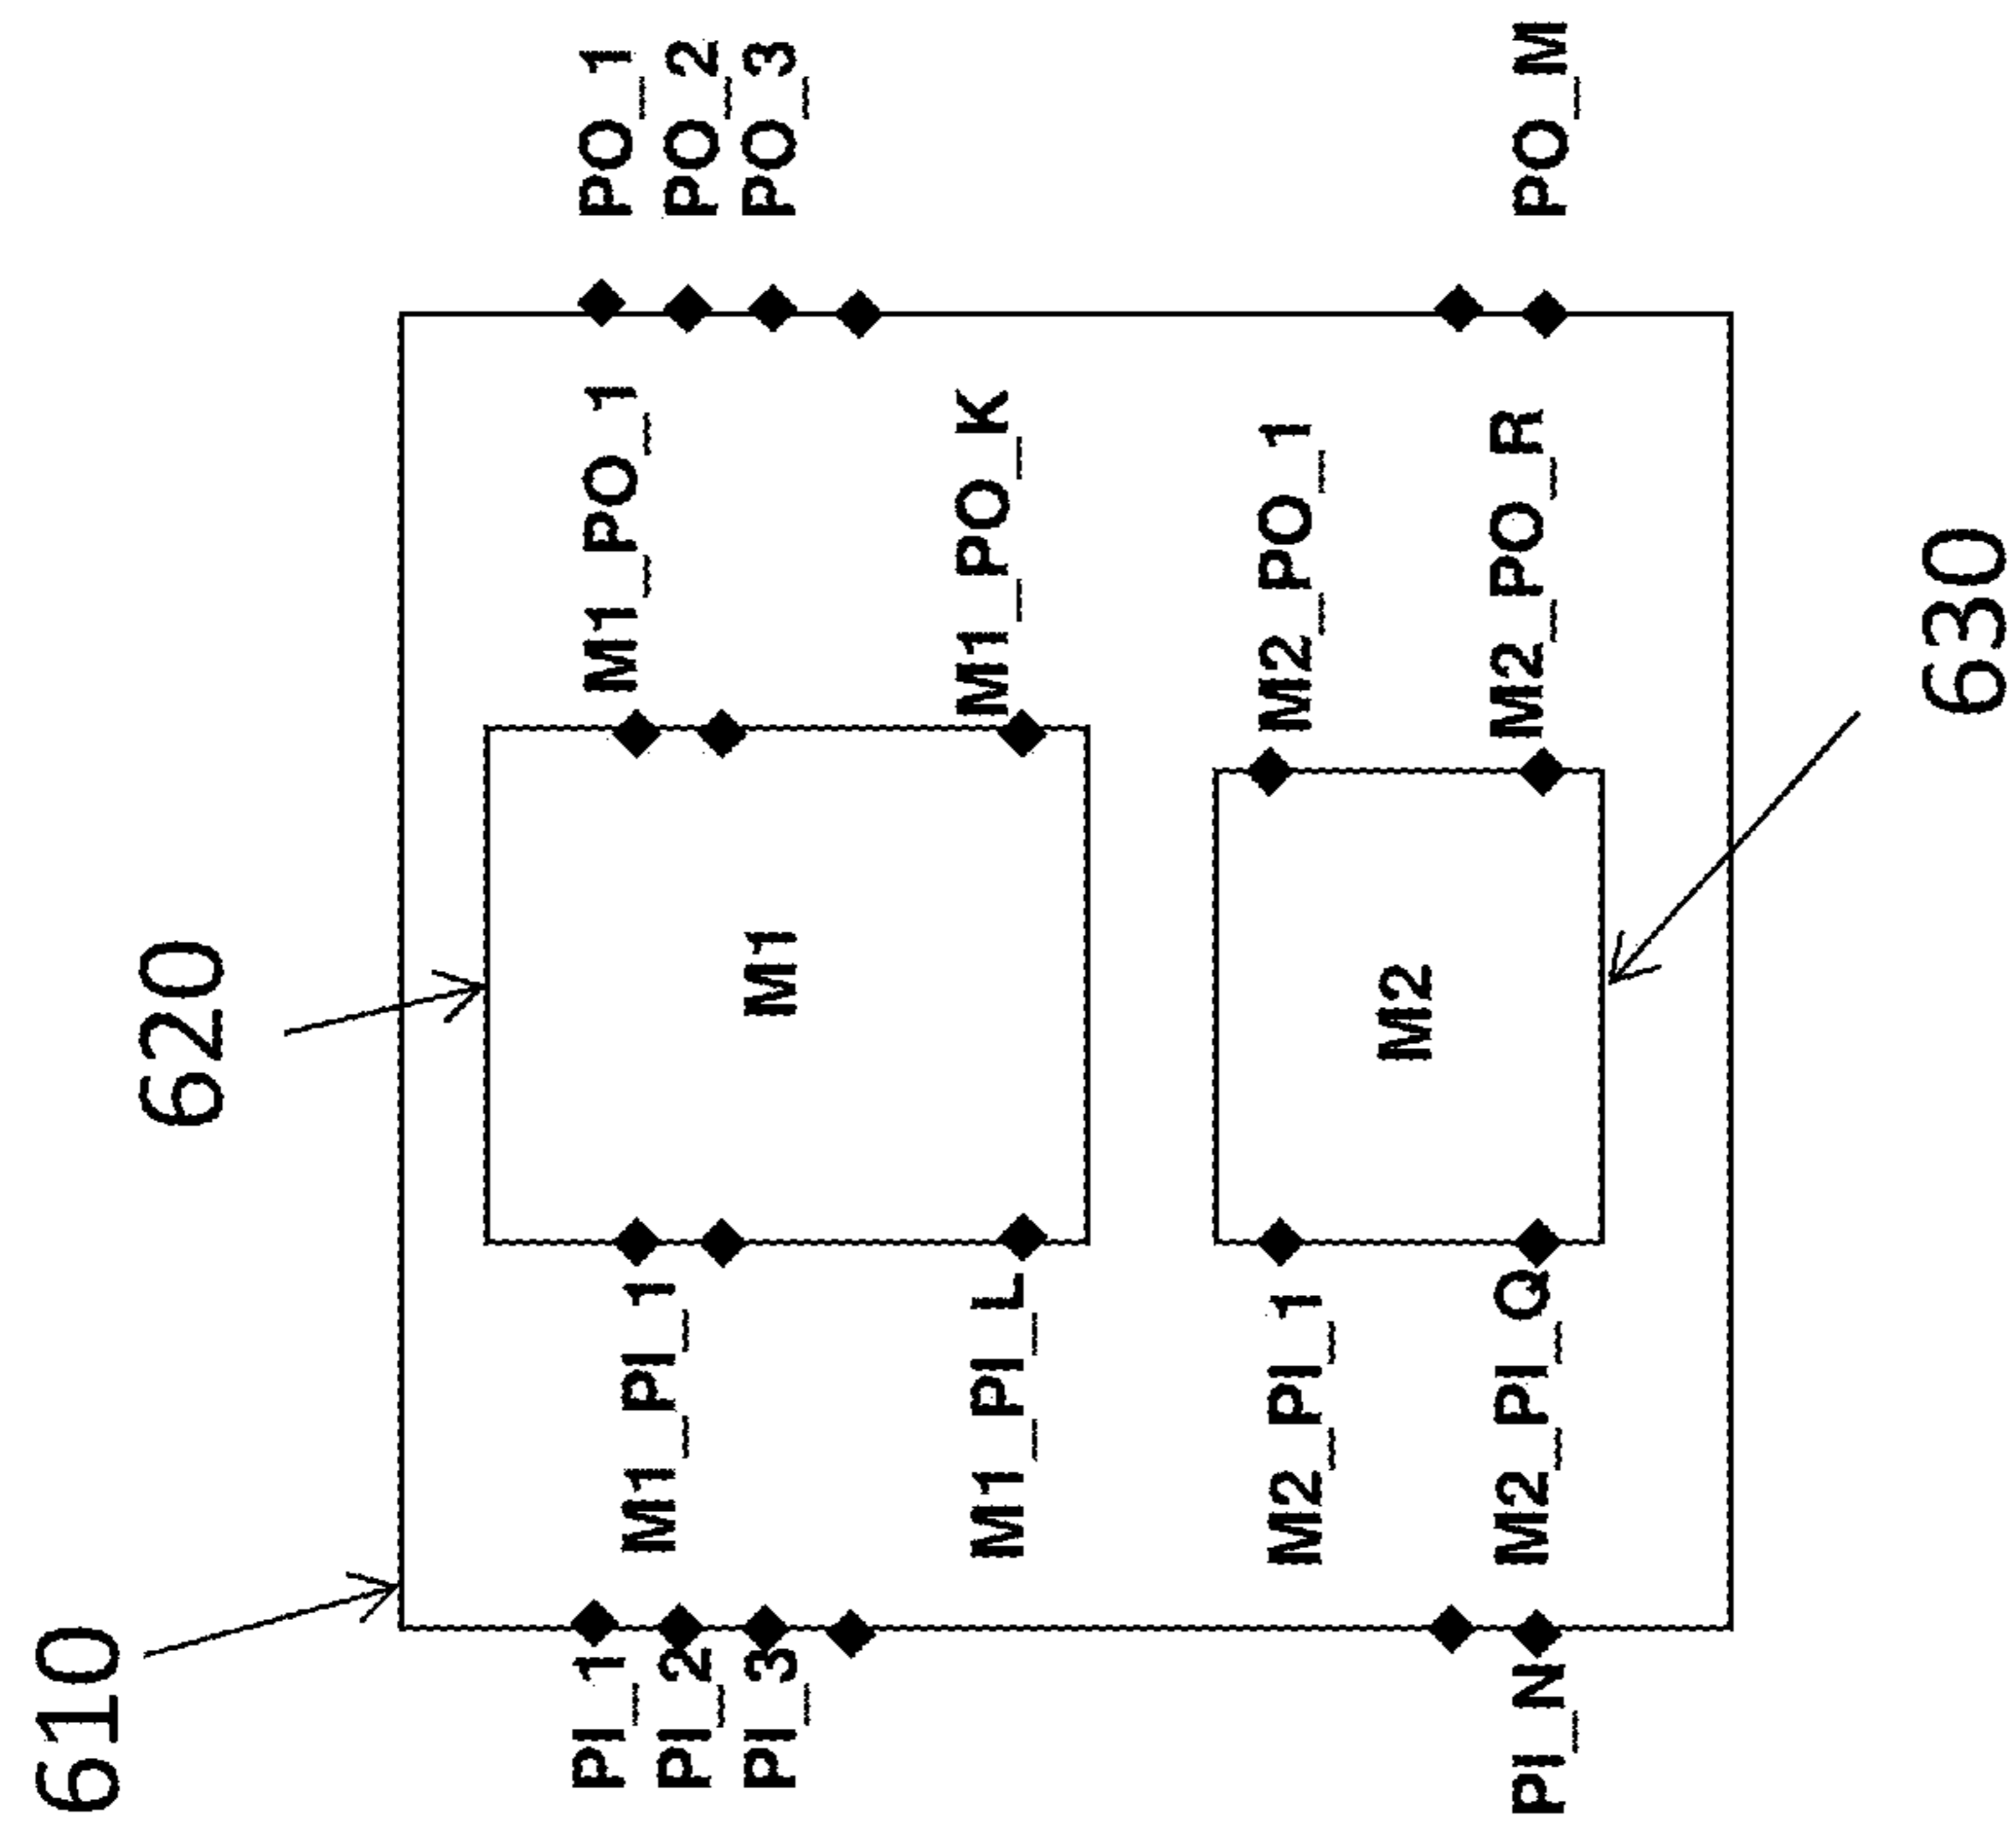 610
620
PI_1
PI_2
PI_3
PI_N
M1_PI_1
M1_PI_L
M1
M1_PO_1
M1_PO_K
M2_PI_1
M2_PI_Q
M2
M2_PO_1
M2_PO_R
PO_1
PO_2
PO_3
PO_M
630